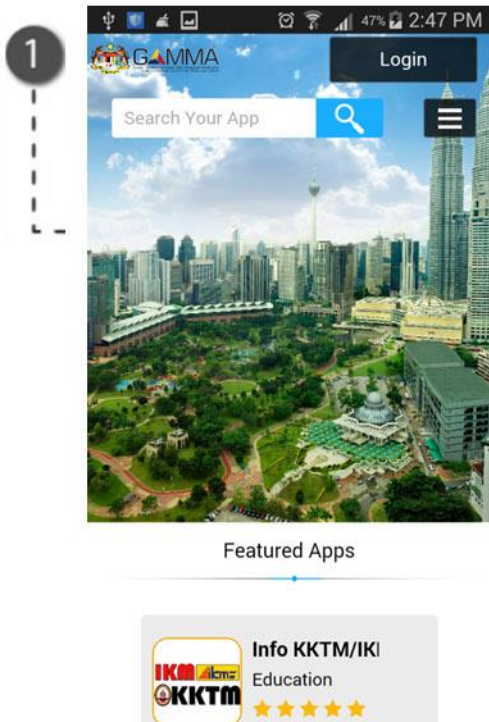 1
47% 2:47 PM
GAMMA
Login
Search Your App
Featured Apps
Info KKTM/IKI
Education
IKM
KKTM